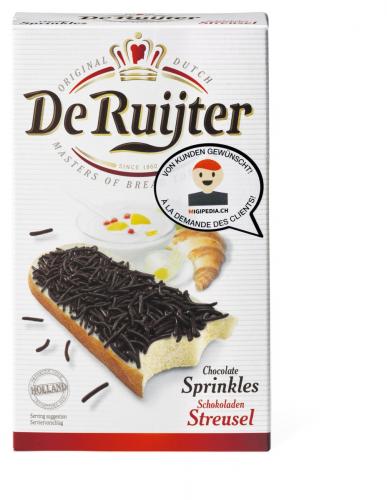 ORIGINAL DUTCH
De Ruijter
SINCE 1860
MASTERS OF BREA
VON KUNDEN GEWÜNSCHT!
MIGIPEDIA.CH
À LA DEMANDE DES CLIENTS!
Chocolate
Sprinkles
Schokoladen
Streusel
HOLLAND
Serving suggestion
Serviervorschlag